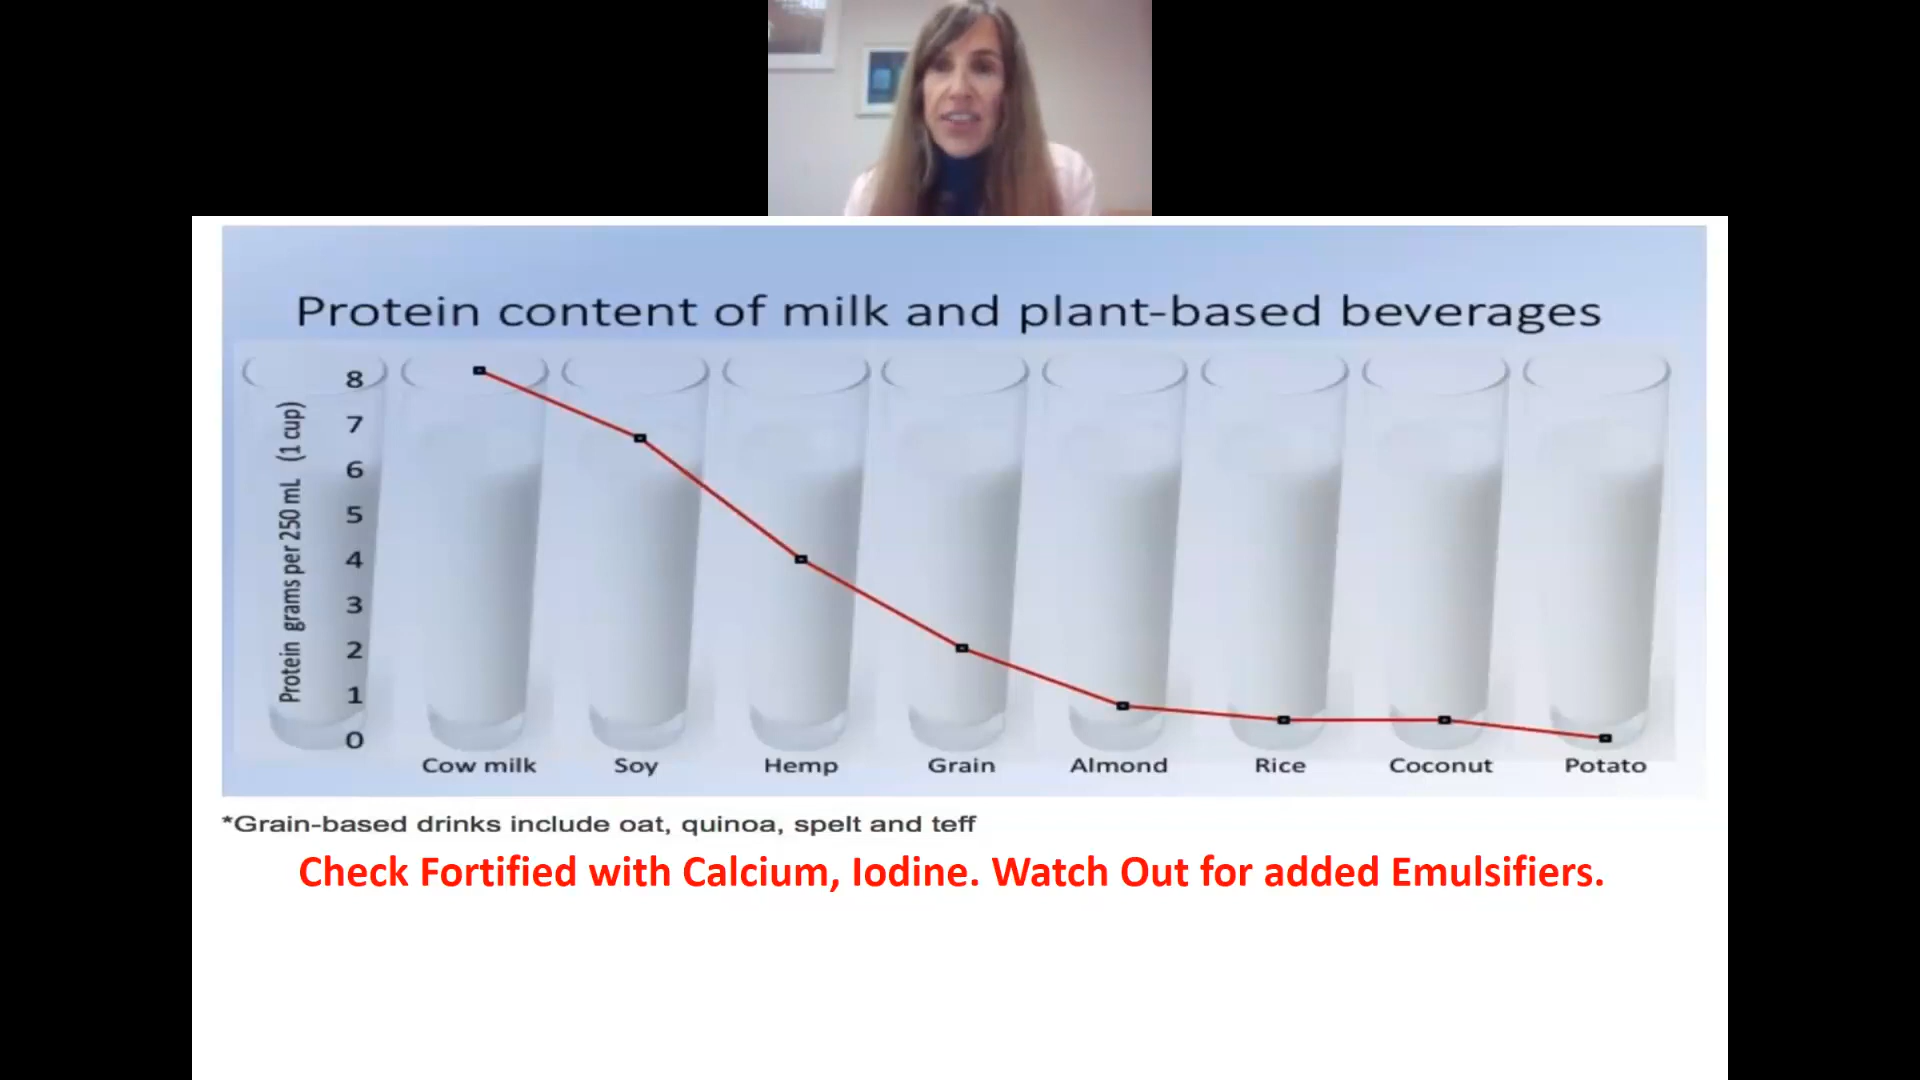 Protein content of milk and plant-based beverages
Protein grams per 250 mL (1 cup)
8
7
6
5
4
3
2
1
0
Cow milk Soy Hemp Grain Almond Rice Coconut Potato
*Grain-based drinks include oat, quinoa, spelt and teff
Check Fortified with Calcium, Iodine. Watch Out for added Emulsifiers.